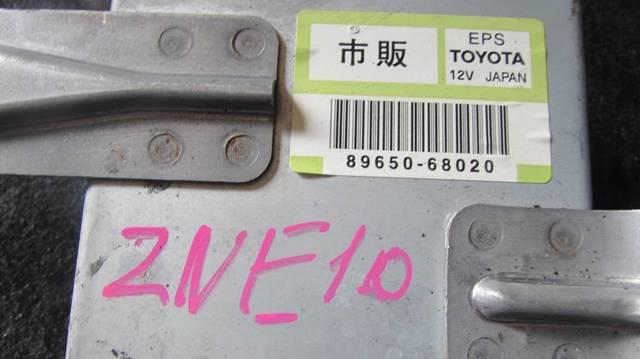 市販
EPS
TOYOTA
12V JAPAN
89650-68020
ZNE10